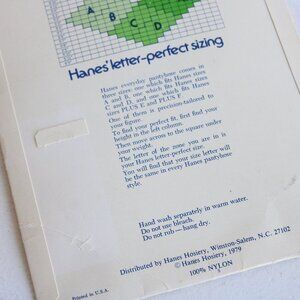 A
B
C
D
Hanes' letter-perfect sizing
Hanes everyday pantyhose comes in
three sizes: one which fits Hanes sizes
A and B, one which fits Hanes sizes
C and D, and one which fits Hanes
sizes PLUS E and PLUS F.
One of them is precision-tailored to
your figure.
To find your perfect fit, first find your
height in the left column.
Then move across to the square under
your weight.
The letter of the zone you are in is
your Hanes letter-perfect size.
You will find that your size letter will
be the same in every Hanes pantyhose
style.
Hand wash separately in warm water.
Do not use bleach.
Do not rub – hang dry.
Distributed by Hanes Hosiery, Winston-Salem, N.C. 27102
© Hanes Hosiery, 1979
100% NYLON
Printed in U.S.A.